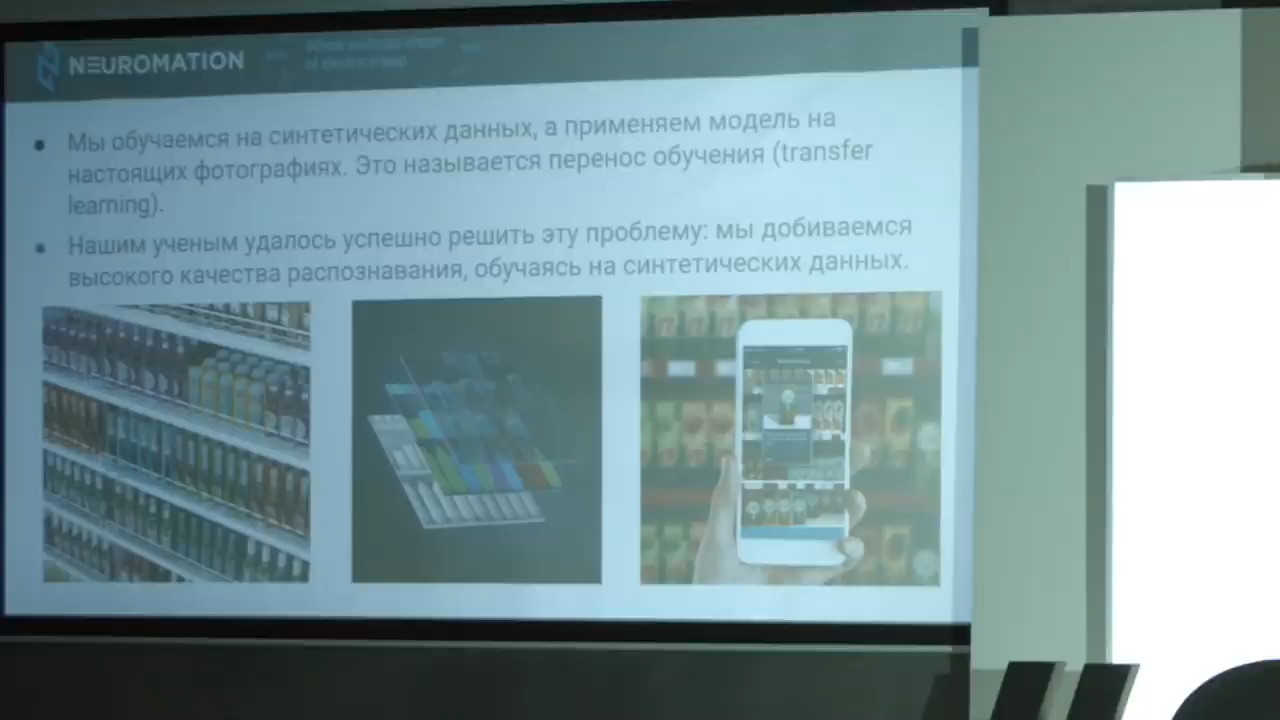 NEUROMATION
Мы обучаемся на синтетических данных, а применяем модель на
настоящих фотографиях. Это называется перенос обучения (transfer
learning).
Нашим ученым удалось успешно решить эту проблему: мы добиваемся
высокого качества распознавания, обучаясь на синтетических данных.